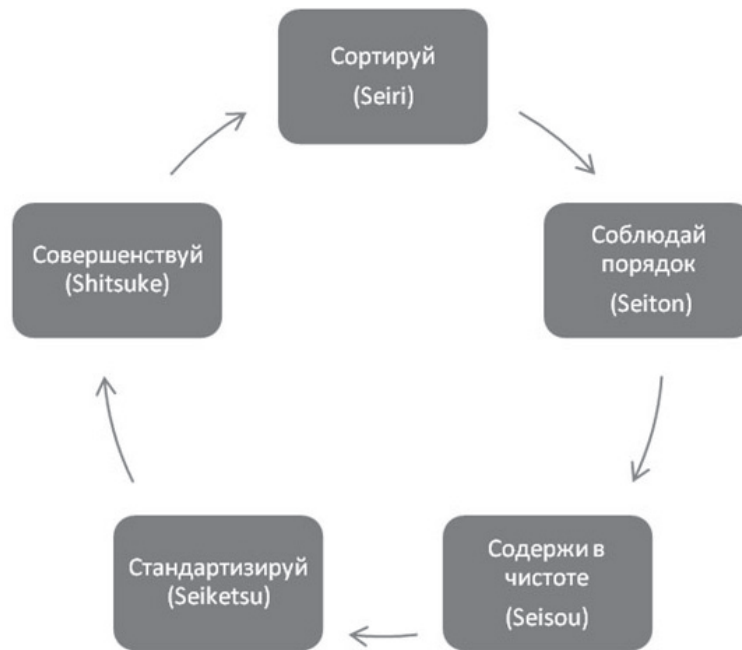 Сортируй
(Seiri)
Соблюдай
порядок
(Seiton)
Содержи в
чистоте
(Seisou)
Стандартизируй
(Seiketsu)
Совершенствуй
(Shitsuke)